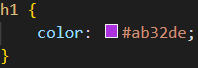 h1 {
    color: #ab32de;
}